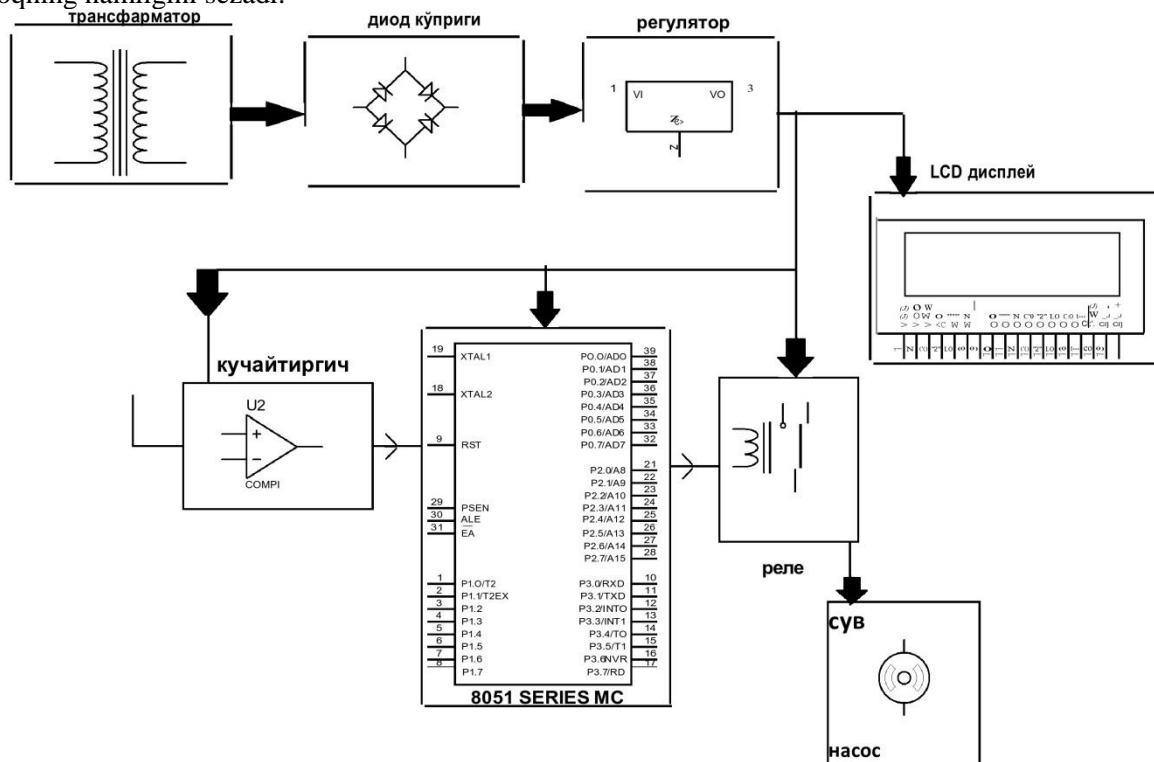 namligini sezadi.
трансфарматор
диод кўприги
регулятор
1
VI
VO
3
LCD дисплей
кучайтиргич
U2
+
−
COMPI
19 XTAL1
18 XTAL2
9 RST
29 PSEN
30 ALE
31 EA
1 P1.0/T2
2 P1.1/T2EX
3 P1.2
4 P1.3
5 P1.4
6 P1.5
7 P1.6
8 P1.7
P0.0/AD0 39
P0.1/AD1 38
P0.2/AD2 37
P0.3/AD3 36
P0.4/AD4 35
P0.5/AD5 34
P0.6/AD6 33
P0.7/AD7 32
P2.0/A8 21
P2.1/A9 22
P2.2/A10 23
P2.3/A11 24
P2.4/A12 25
P2.5/A13 26
P2.6/A14 27
P2.7/A15 28
P3.0/RXD 10
P3.1/TXD 11
P3.2/INTO 12
P3.3/INT1 13
P3.4/TO 14
P3.5/T1 15
P3.6NVR 16
P3.7/RD 17
8051 SERIES MC
реле
сув
насос